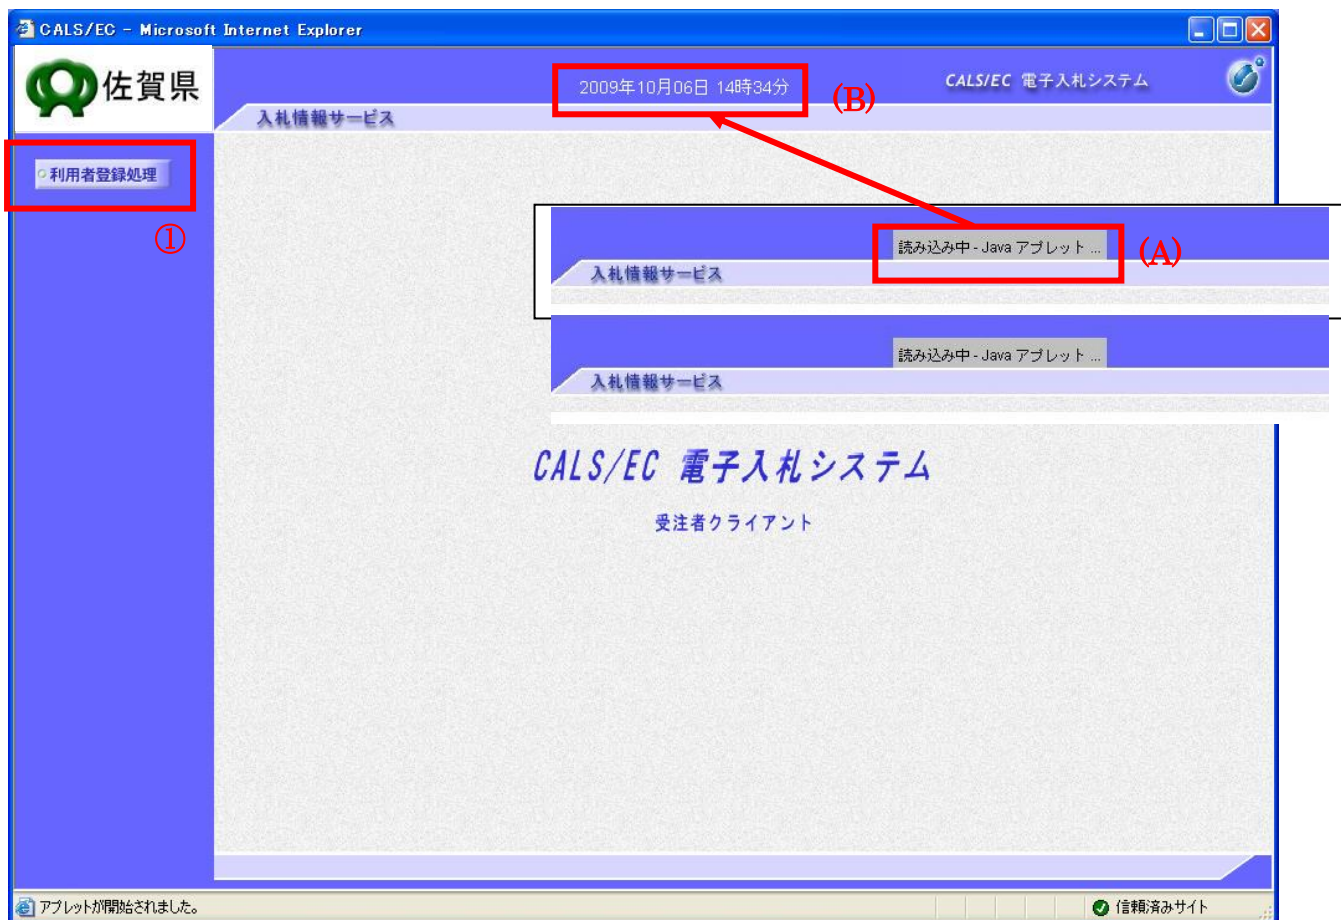 CALS/EC - Microsoft Internet Explorer
佐賀県
2009年10月06日 14時34分
(B)
CALS/EC 電子入札システム
入札情報サービス
利用者登録処理
①
読み込み中 - Java アプレット ...
(A)
入札情報サービス
読み込み中 - Java アプレット ...
入札情報サービス
CALS/EC 電子入札システム
受注者クライアント
アプレットが開始されました。
信頼済みサイト